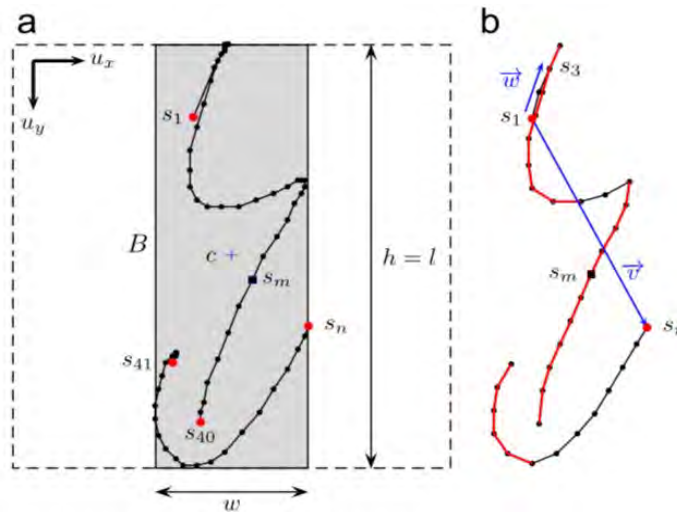 a
b
u_x
u_y
s_1
B
c +
s_m
h = l
s_n
s_41
s_40
w
w
s_3
s_1
s_m
v